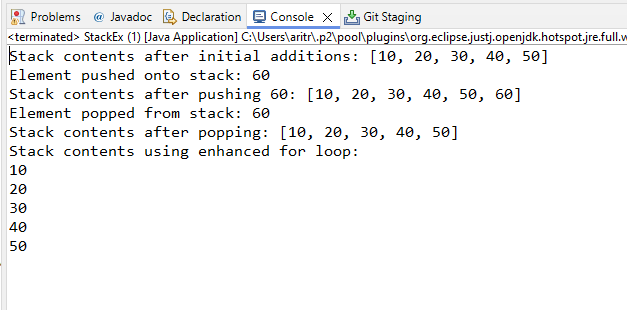 Problems @ Javadoc Declaration Console Git Staging
<terminated> StackEx (1) [Java Application] C:\Users\aritr\.p2\pool\plugins\org.eclipse.justj.openjdk.hotspot.jre.full.w
Stack contents after initial additions: [10, 20, 30, 40, 50]
Element pushed onto stack: 60
Stack contents after pushing 60: [10, 20, 30, 40, 50, 60]
Element popped from stack: 60
Stack contents after popping: [10, 20, 30, 40, 50]
Stack contents using enhanced for loop:
10
20
30
40
50